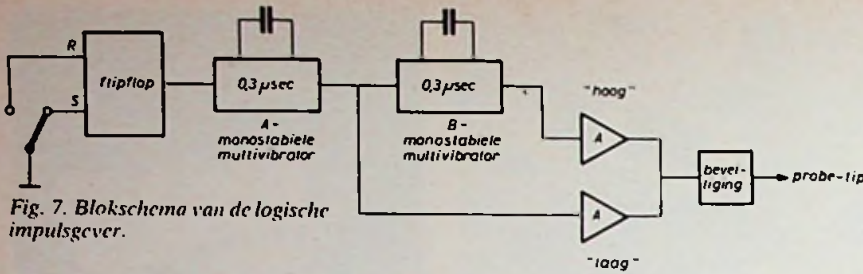 R
S
flipflop
0,3 µsec
A-
monostabiele
multivibrator
0,3 µsec
B-
monostabiele
multivibrator
"hoog"
A
A
"laag"
bevei-
liging
probe-tip
Fig. 7. Blokschema van de logische
impulsgever.